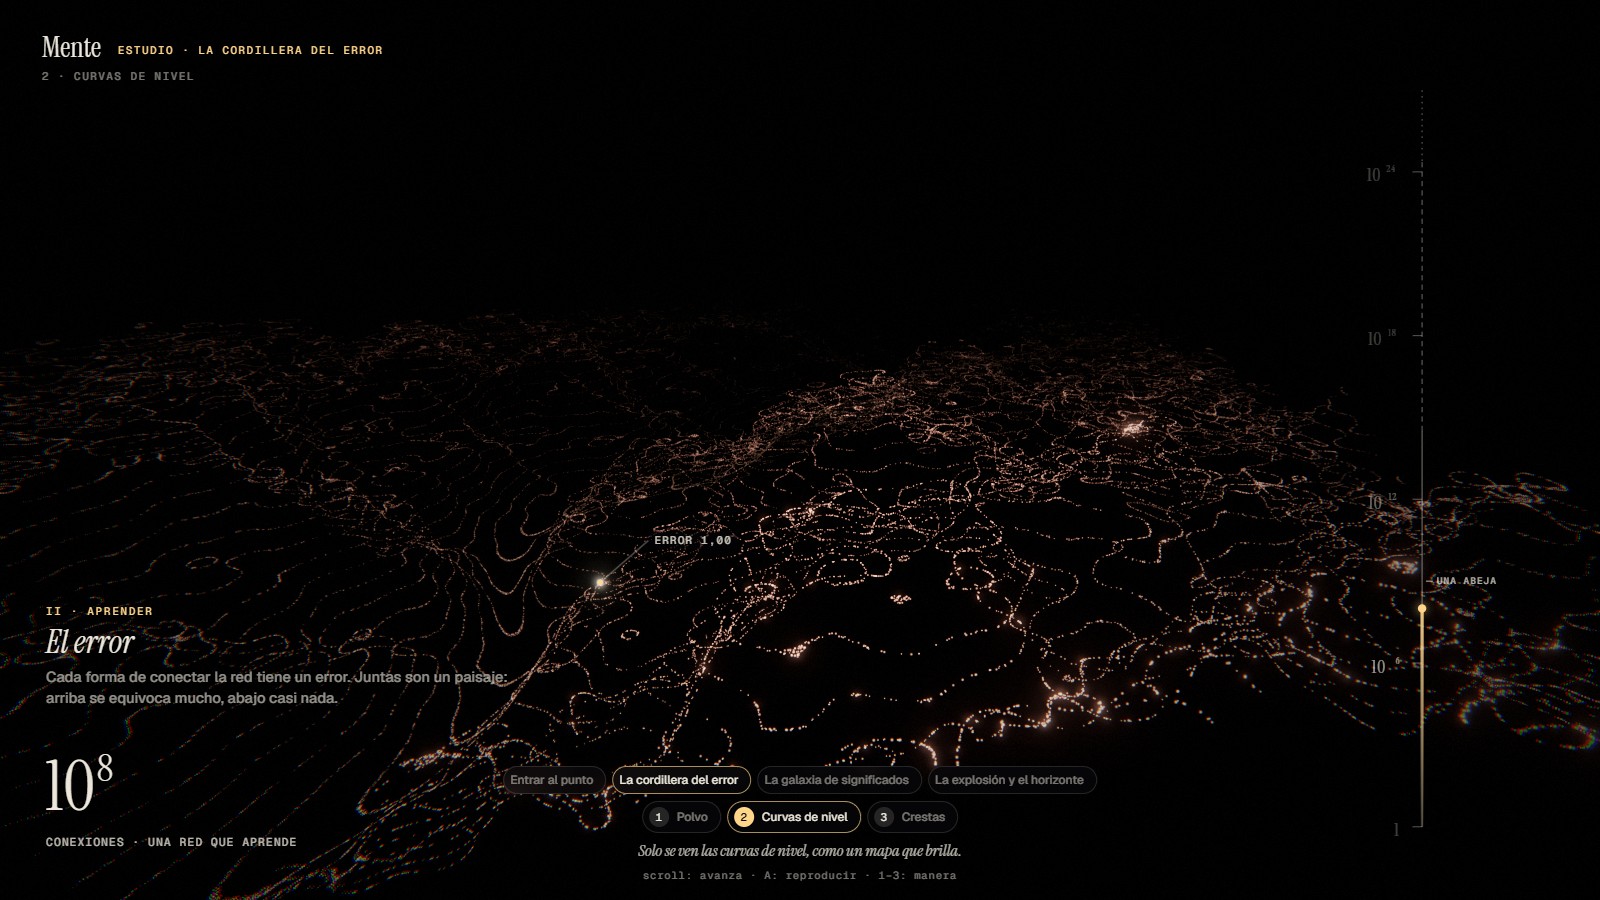 Mente ESTUDIO · LA CORDILLERA DEL ERROR
2 · CURVAS DE NIVEL
10 24
10 18
10 12
UNA ABEJA
10 6
1
ERROR 1,00
II · APRENDER
El error
Cada forma de conectar la red tiene un error. Juntas son un paisaje:
arriba se equivoca mucho, abajo casi nada.
10⁸
CONEXIONES · UNA RED QUE APRENDE
Entrar al punto La cordillera del error La galaxia de significados La explosión y el horizonte
1 Polvo 2 Curvas de nivel 3 Crestas
Solo se ven las curvas de nivel, como un mapa que brilla.
scroll: avanza · A: reproducir · 1-3: manera